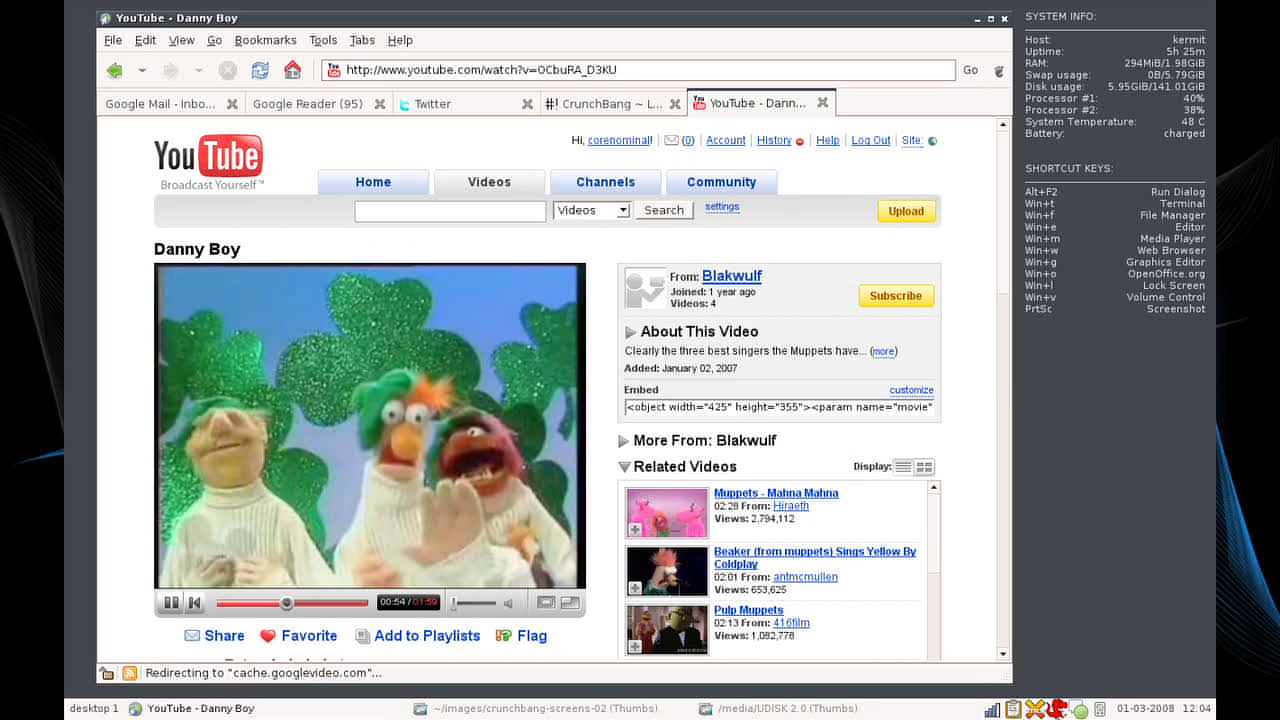 YouTube - Danny Boy
File Edit View Go Bookmarks Tools Tabs Help
http://www.youtube.com/watch?v=OCbuRA_D3KU Go
Google Mail - Inbo... Google Reader (95) Twitter #! CrunchBang ~ L... YouTube - Dann...
YouTube
Broadcast Yourself™
Hi, corenominal! (0) Account History Help Log Out Site:
Home Videos Channels Community
Videos Search settings Upload
Danny Boy
00:54 / 01:50
Share Favorite Add to Playlists Flag
From: Blakwulf
Joined: 1 year ago
Videos: 4
Subscribe
About This Video
Clearly the three best singers the Muppets have... (more)
Added: January 02, 2007
Embed customize
<object width="425" height="355"><param name="movie"
More From: Blakwulf
Related Videos Display:
Muppets - Mahna Mahna
02:28 From: Hiraeth
Views: 2,794,112
Beaker (from muppets) Sings Yellow By
Coldplay
02:01 From: antmcmullen
Views: 653,625
Pulp Muppets
02:13 From: 416film
Views: 1,082,778
Redirecting to "cache.googlevideo.com"...
SYSTEM INFO:
Host: kermit
Uptime: 5h 25m
RAM: 294MiB/1.98GiB
Swap usage: 0B/5.79GiB
Disk usage: 5.95GiB/141.01GiB
Processor #1: 40%
Processor #2: 38%
System Temperature: 48 C
Battery: charged
SHORTCUT KEYS:
Alt+F2 Run Dialog
Win+t Terminal
Win+f File Manager
Win+e Editor
Win+m Media Player
Win+w Web Browser
Win+g Graphics Editor
Win+o OpenOffice.org
Win+l Lock Screen
Win+v Volume Control
PrtSc Screenshot
desktop 1 YouTube - Danny Boy ~/images/crunchbang-screens-02 (Thumbs) /media/UDISK 2.0 (Thumbs) 01-03-2008 12:04